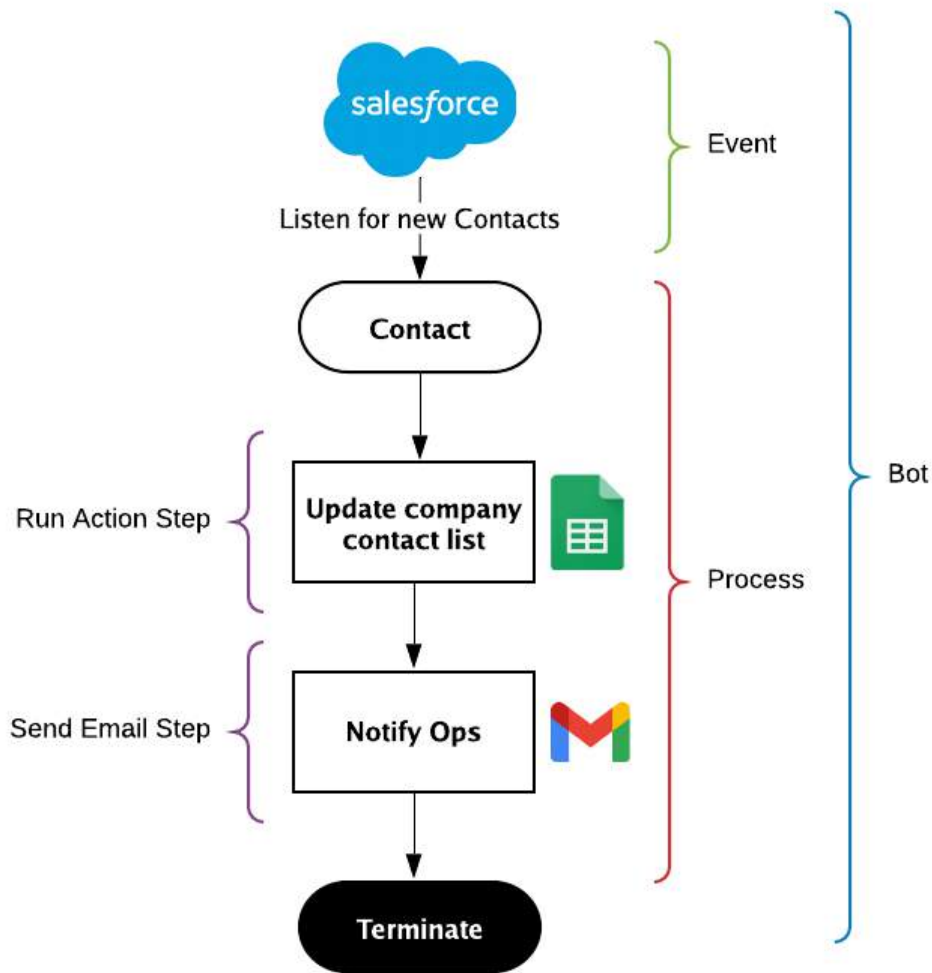 salesforce
Event
Listen for new Contacts
Contact
Bot
Run Action Step
Update company
contact list
Process
Send Email Step
Notify Ops
Terminate